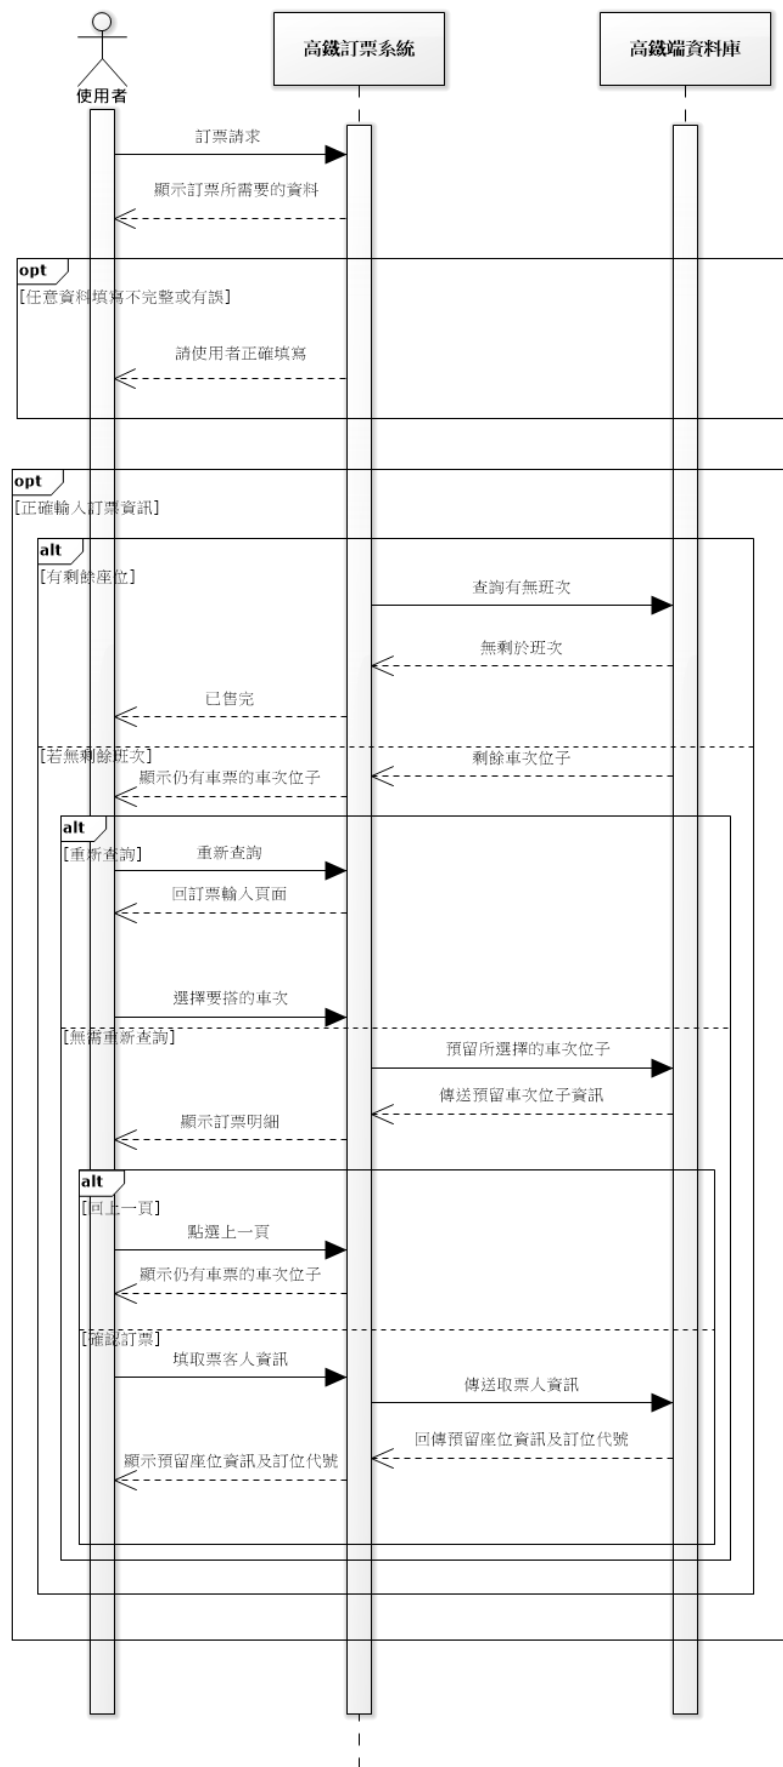 高鐵訂票系統
高鐵端資料庫
使用者
訂票請求
顯示訂票所需要的資料
opt
[任意資料填寫不完整或有誤]
請使用者正確填寫
opt
[正確輸入訂票資訊]
alt
[有剩餘座位]
查詢有無班次
無剩於班次
已售完
[若無剩餘班次]
剩餘車次位子
顯示仍有車票的車次位子
alt
[重新查詢]
重新查詢
回訂票輸入頁面
選擇要搭的車次
[無需重新查詢]
預留所選擇的車次位子
傳送預留車次位子資訊
顯示訂票明細
alt
[回上一頁]
點選上一頁
顯示仍有車票的車次位子
[確認訂票]
填取票客人資訊
傳送取票人資訊
回傳預留座位資訊及訂位代號
顯示預留座位資訊及訂位代號